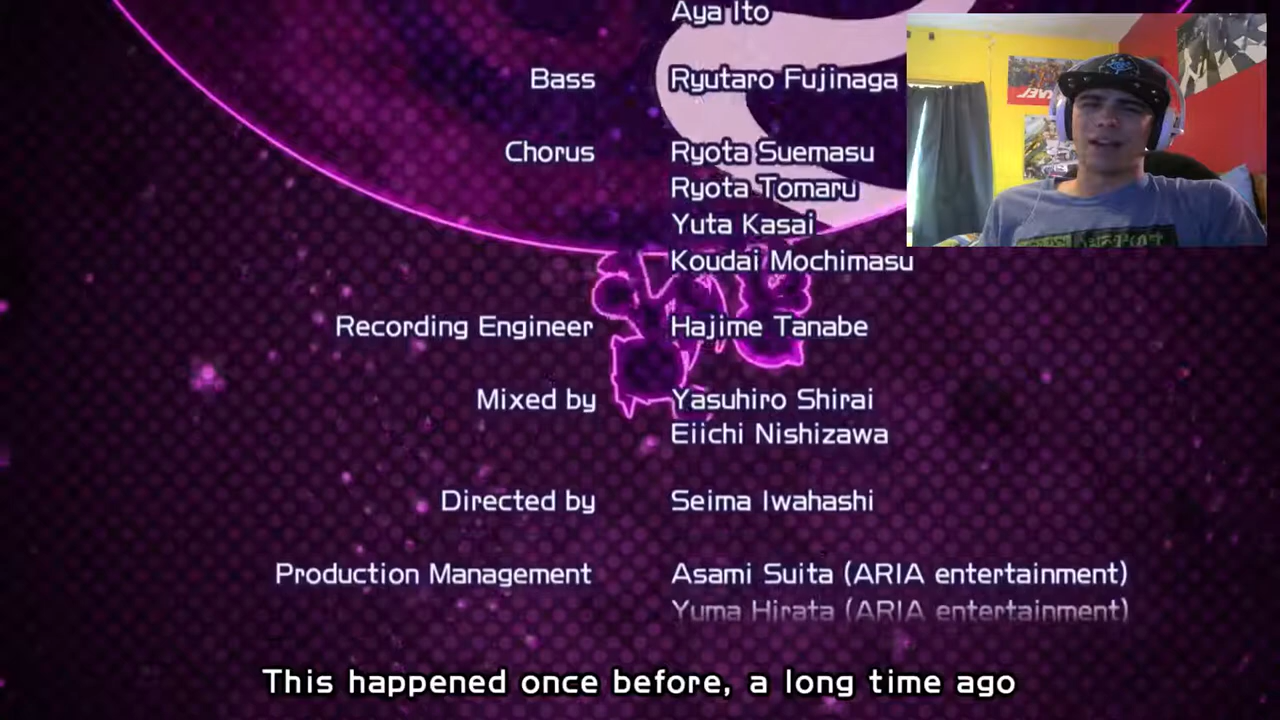 Aya Ito
Bass Ryutaro Fujinaga
Chorus Ryota Suemasu
Ryota Tomaru
Yuta Kasai
Koudai Mochimasu
Recording Engineer Hajime Tanabe
Mixed by Yasuhiro Shirai
Eiichi Nishizawa
Directed by Seima Iwahashi
Production Management Asami Suita (ARIA entertainment)
Yuma Hirata (ARIA entertainment)
This happened once before, a long time ago